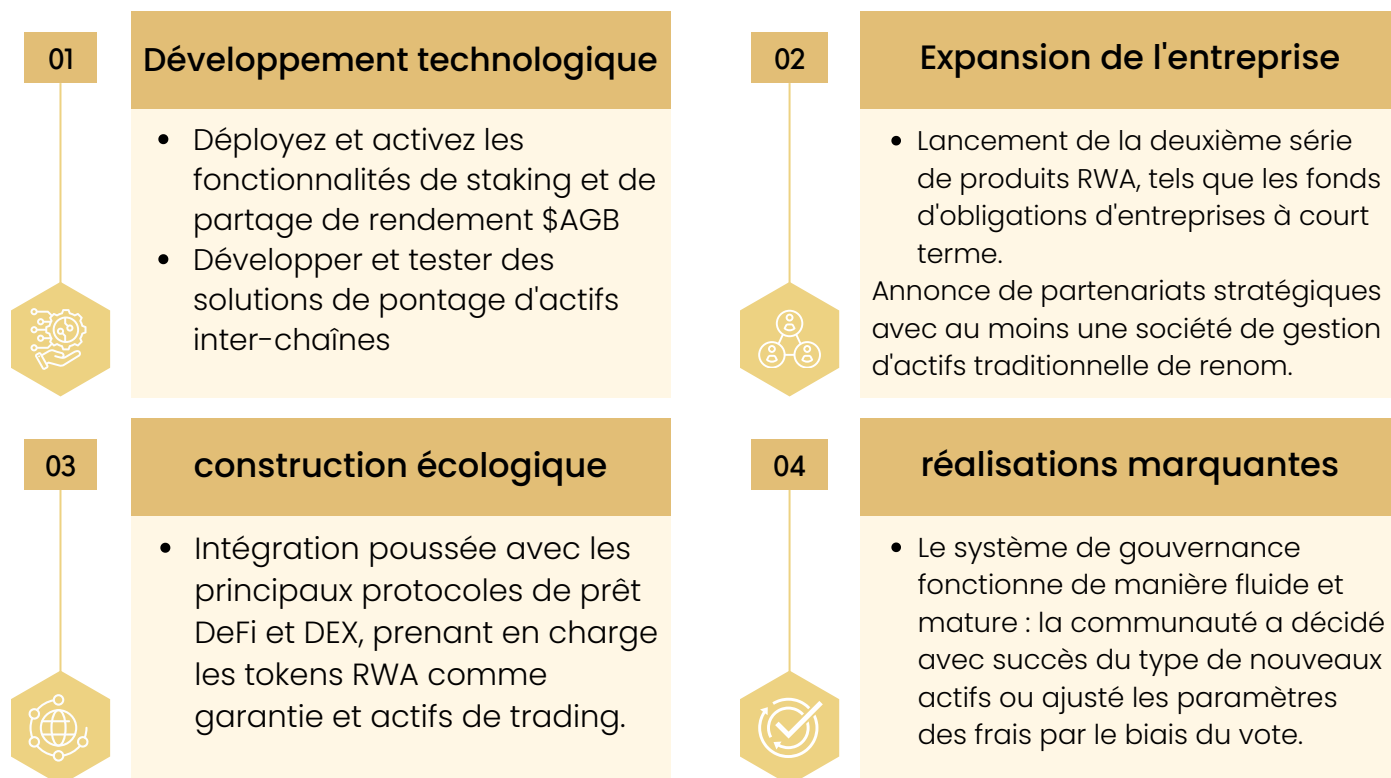 01
Développement technologique
• Déployez et activez les
fonctionnalités de staking et de
partage de rendement $AGB
• Développer et tester des
solutions de pontage d'actifs
inter-chaînes
02
Expansion de l'entreprise
• Lancement de la deuxième série
de produits RWA, tels que les fonds
d'obligations d'entreprises à court
terme.
Annonce de partenariats stratégiques
avec au moins une société de gestion
d'actifs traditionnelle de renom.
03
construction écologique
• Intégration poussée avec les
principaux protocoles de prêt
DeFi et DEX, prenant en charge
les tokens RWA comme
garantie et actifs de trading.
04
réalisations marquantes
• Le système de gouvernance
fonctionne de manière fluide et
mature : la communauté a décidé
avec succès du type de nouveaux
actifs ou ajusté les paramètres
des frais par le biais du vote.